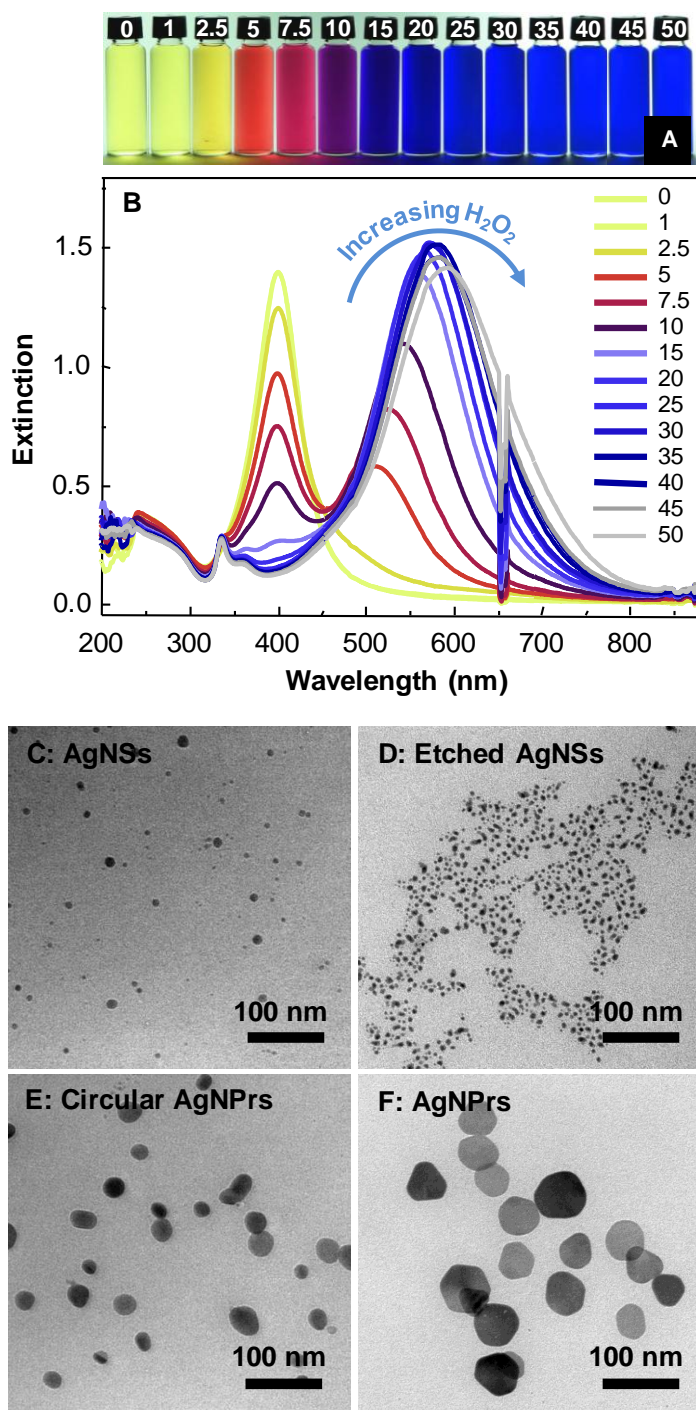 0 1 2.5 5 7.5 10 15 20 25 30 35 40 45 50
A
B
Increasing H₂O₂
0
1
2.5
5
7.5
10
15
20
25
30
35
40
45
50
1.5
1.0
0.5
0.0
Extinction
200 300 400 500 600 700 800
Wavelength (nm)
C: AgNSs
100 nm
D: Etched AgNSs
100 nm
E: Circular AgNPrs
100 nm
F: AgNPrs
100 nm